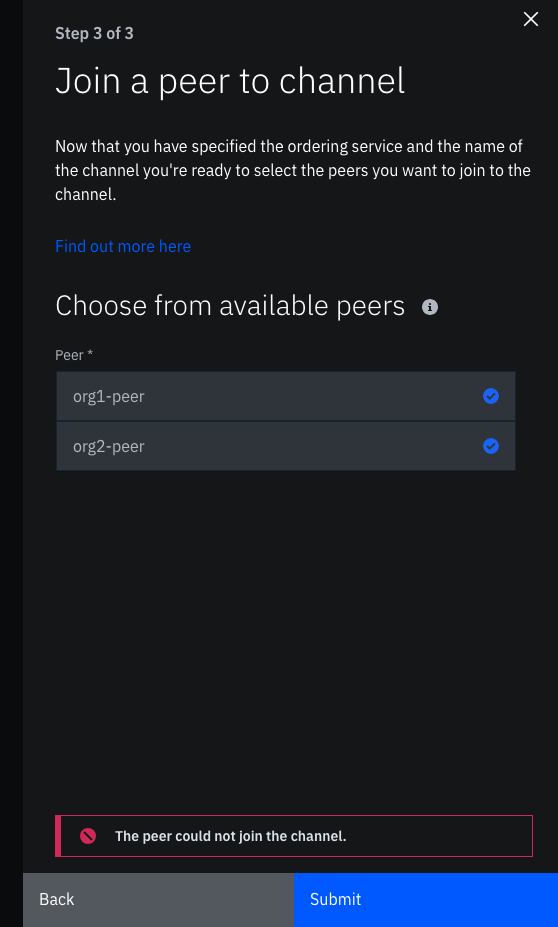 Step 3 of 3
Join a peer to channel
Now that you have specified the ordering service and the name of
the channel you're ready to select the peers you want to join to the
channel.
Find out more here
Choose from available peers
Peer *
org1-peer
org2-peer
The peer could not join the channel.
Back
Submit